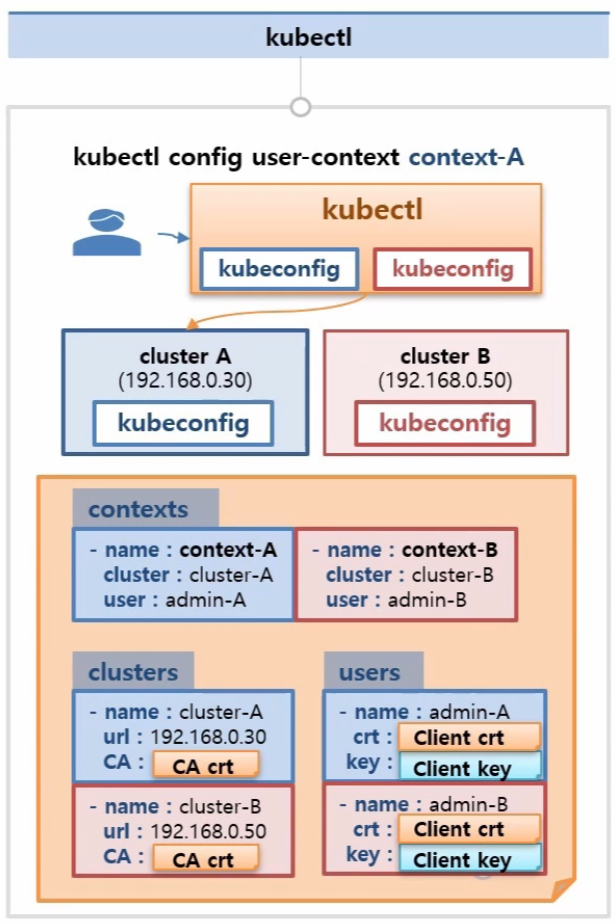 kubectl
kubectl config user-context context-A
kubectl
kubeconfig kubeconfig
cluster A
(192.168.0.30)
kubeconfig
cluster B
(192.168.0.50)
kubeconfig
contexts
- name : context-A
cluster : cluster-A
user : admin-A
- name : context-B
cluster : cluster-B
user : admin-B
clusters
- name : cluster-A
url : 192.168.0.30
CA : CA crt
- name : cluster-B
url : 192.168.0.50
CA : CA crt
users
- name : admin-A
crt : Client crt
key : Client key
- name : admin-B
crt : Client crt
key : Client key